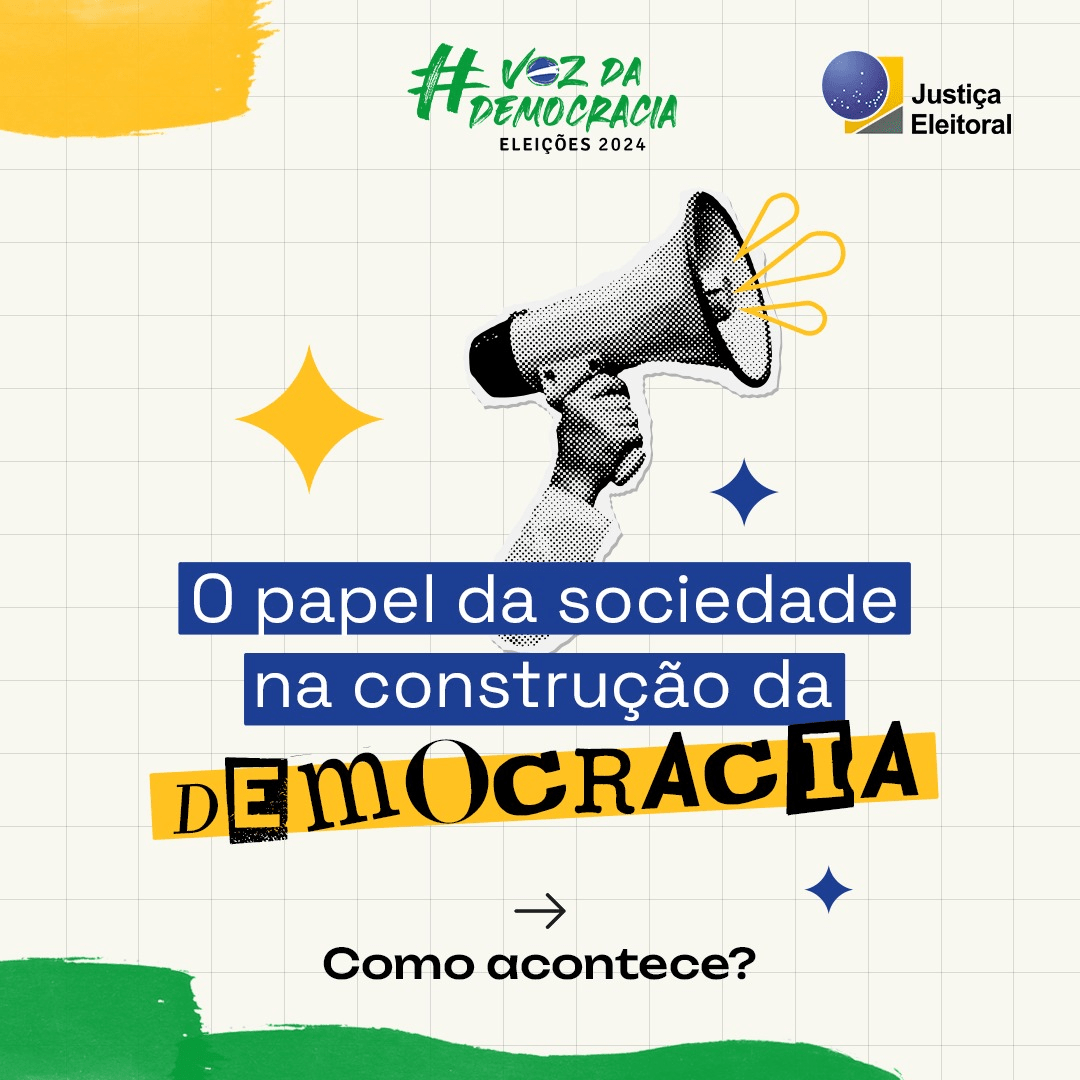 #VOZ DA
DEMOCRACIA
ELEIÇÕES 2024
Justiça
Eleitoral
O papel da sociedade
na construção da
DEmOCRACIA
Como acontece?